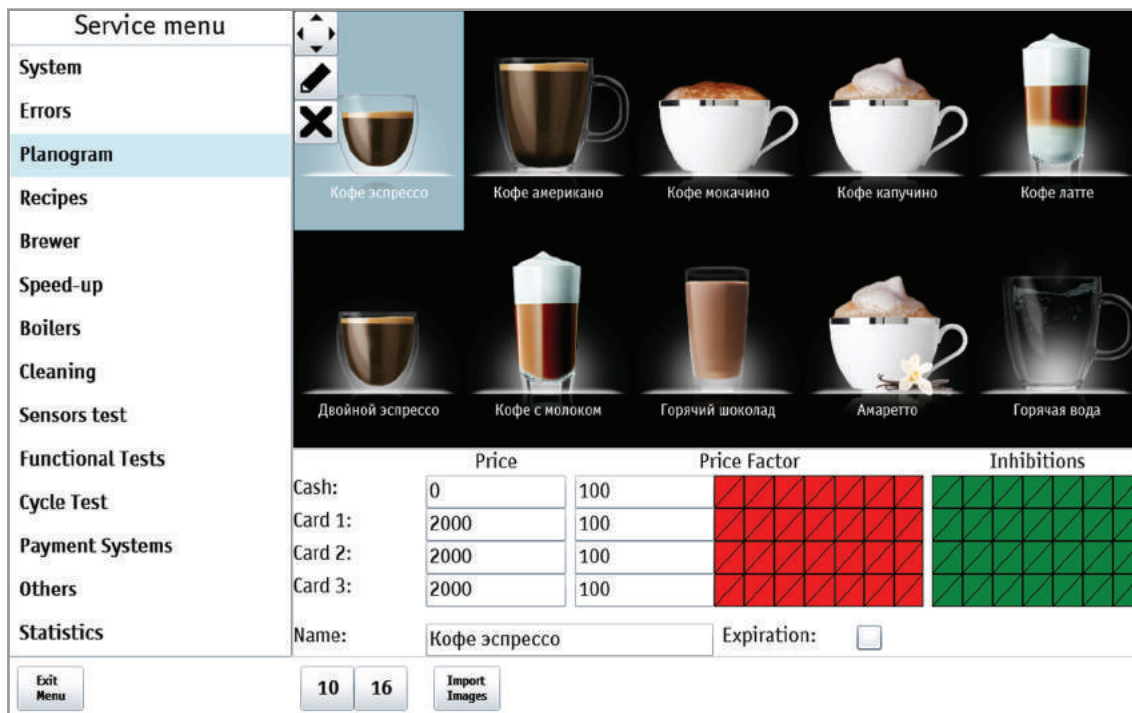 Service menu
System
Errors
Planogram
Recipes
Brewer
Speed-up
Boilers
Cleaning
Sensors test
Functional Tests
Cycle Test
Payment Systems
Others
Statistics
Exit
Menu
Кофе эспрессо
Кофе американо
Кофе мокачино
Кофе капучино
Кофе латте
Двойной эспрессо
Кофе с молоком
Горячий шоколад
Амаретто
Горячая вода
Price
Price Factor
Inhibitions
Cash:
0
100
Card 1:
2000
100
Card 2:
2000
100
Card 3:
2000
100
Name:
Кофе эспрессо
Expiration:
10
16
Import
Images